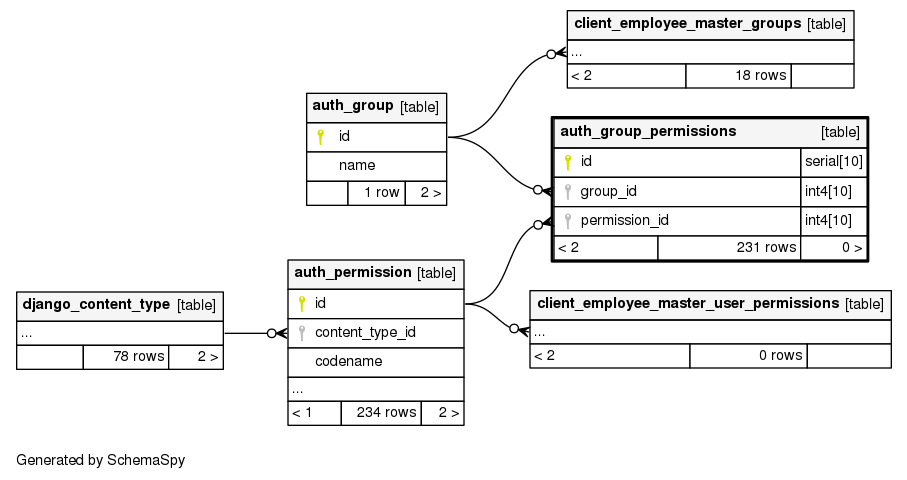 client_employee_master_groups [table]
...
< 2 18 rows
auth_group [table]
id
name
1 row 2 >
auth_group_permissions [table]
id serial[10]
group_id int4[10]
permission_id int4[10]
< 2 231 rows 0 >
auth_permission [table]
id
content_type_id
codename
...
< 1 234 rows 2 >
django_content_type [table]
...
78 rows 2 >
client_employee_master_user_permissions [table]
...
< 2 0 rows
Generated by SchemaSpy